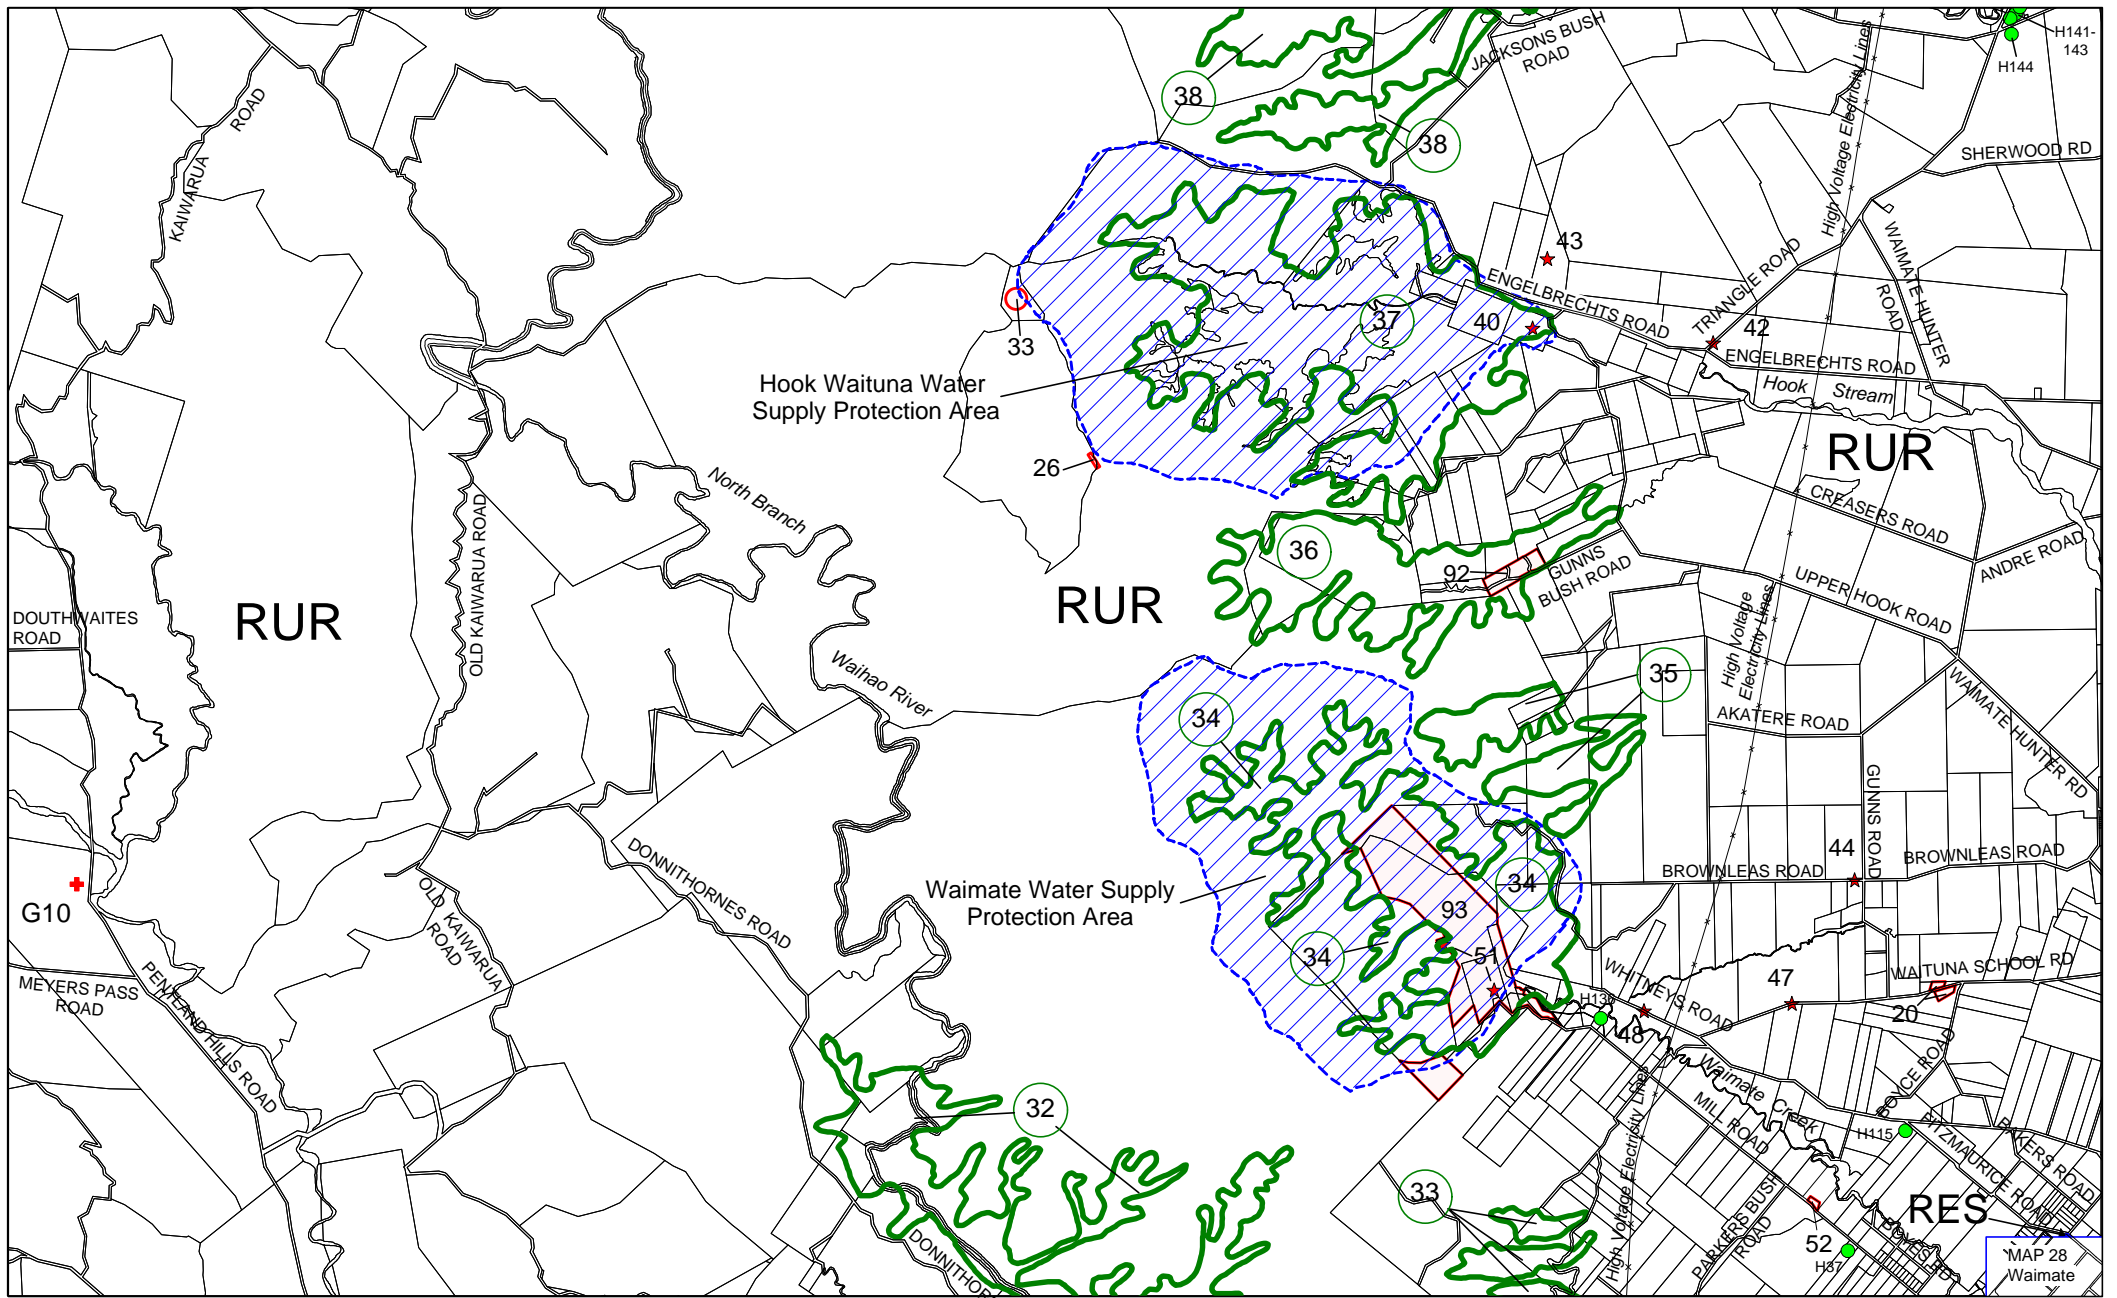 JACKSONS BUSH
ROAD
High Voltage Electricity Lines
H141-
143
H144
38
38
ROAD
KAIWARUA
SHERWOOD RD
43
ENGELBRECHTS ROAD
TRIANGLE ROAD
WAIMATE HUNTER
ROAD
37
40
42
33
ENGELBRECHTS ROAD
Hook Stream
Hook Waituna Water
Supply Protection Area
RUR
26
North Branch
OLD KAIWARUA ROAD
CREASERS ROAD
ANDRE ROAD
36
92
GUNNS
BUSH ROAD
UPPER HOOK ROAD
DOUTHWAITES
ROAD
RUR
RUR
High Voltage
Electricity Lines
Waihao River
35
34
AKATERE ROAD
WAIMATE HUNTER RD
GUNNS ROAD
44
BROWNLEAS ROAD
BROWNLEAS ROAD
DONNITHORNES ROAD
Waimate Water Supply
Protection Area
34
93
G10
OLD KAIWARUA
ROAD
34
51
WHITNEYS ROAD
47
WAITUNA SCHOOL RD
MEYERS PASS
ROAD
PENTLAND HILLS ROAD
20
48
Waimate Creek
BOYCE ROAD
High Voltage Electricity Lines
MILL ROAD
32
H115
FITZMAURICE ROAD
BAKERS ROAD
33
PARKERS BUSH
ROAD
RES
52
H37
DONNITHOR
MAP 28
Waimate